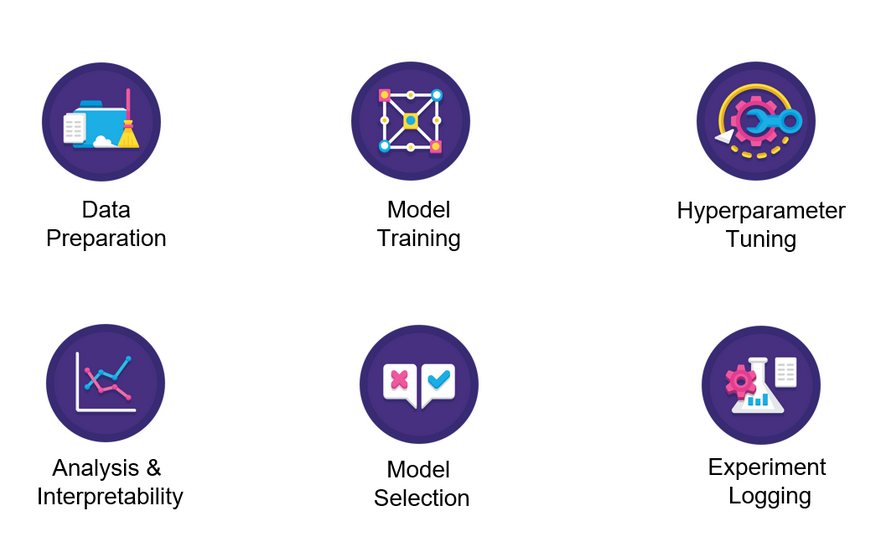 Data
Preparation
Model
Training
Hyperparameter
Tuning
Analysis &
Interpretability
Model
Selection
Experiment
Logging